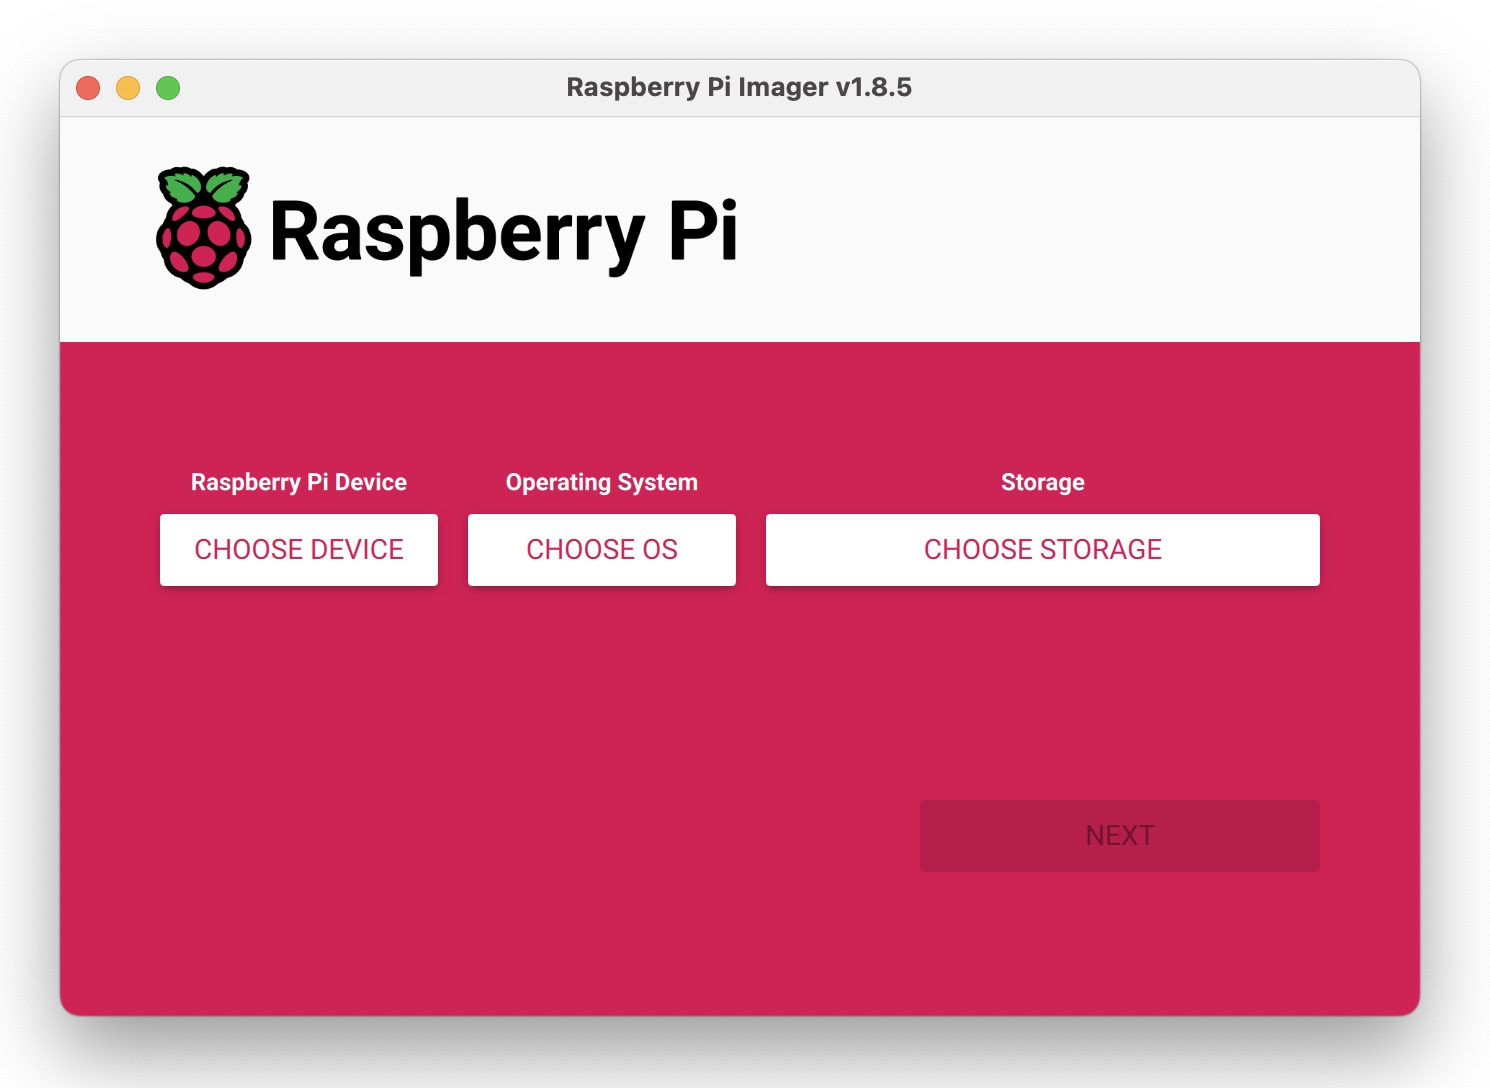 Raspberry Pi Imager v1.8.5
Raspberry Pi
Raspberry Pi Device
Operating System
Storage
CHOOSE DEVICE
CHOOSE OS
CHOOSE STORAGE
NEXT